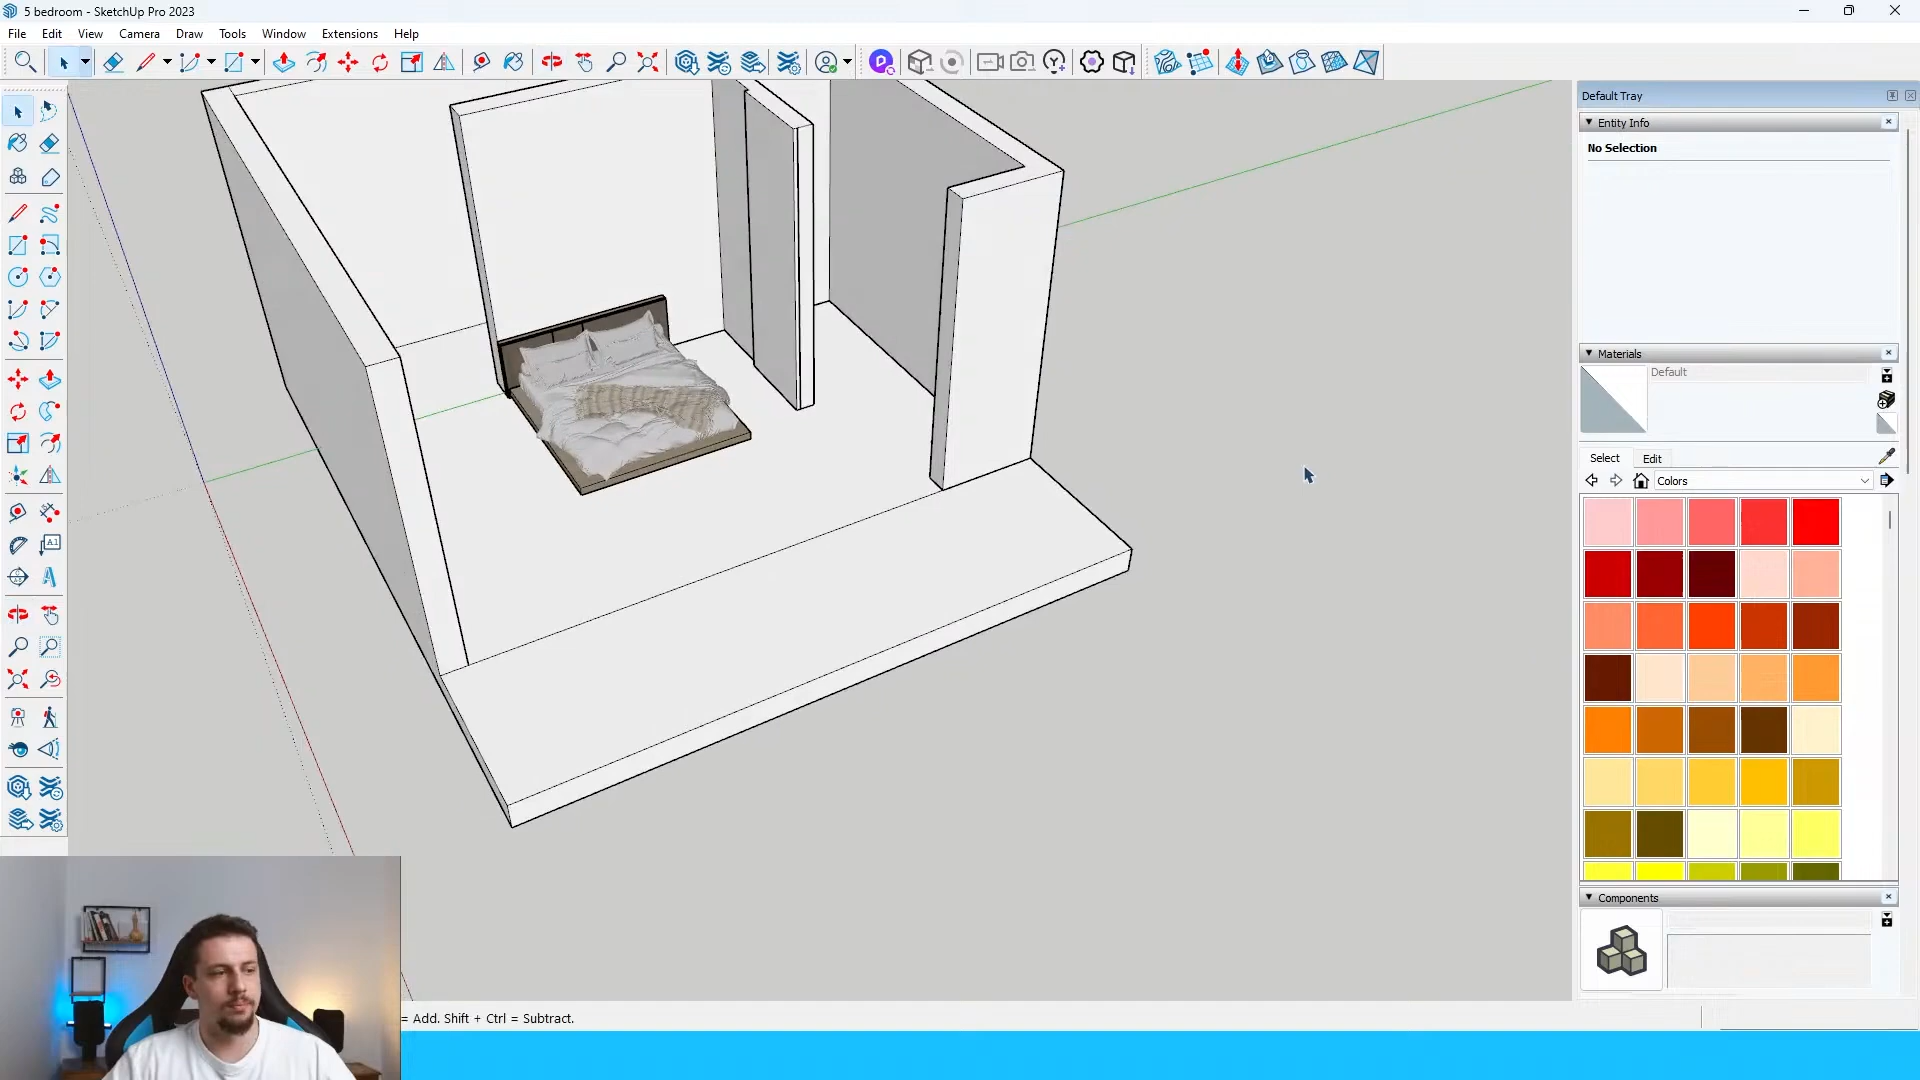 5 bedroom - SketchUp Pro 2023
File Edit View Camera Draw Tools Window Extensions Help
Default Tray
Entity Info
No Selection
Materials
Default
Select Edit
Colors
Components
= Add. Shift + Ctrl = Subtract.